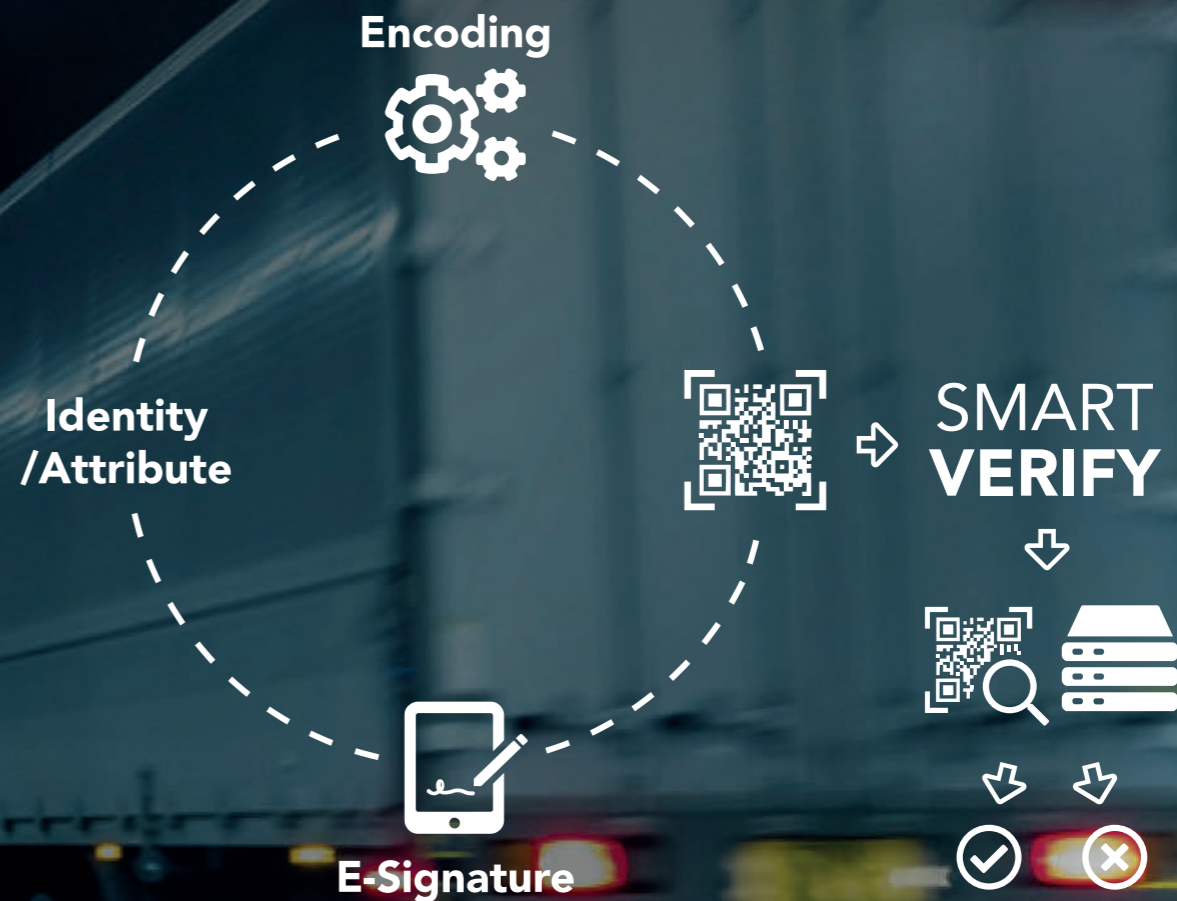 Encoding
Identity
/Attribute
SMART
VERIFY
E-Signature